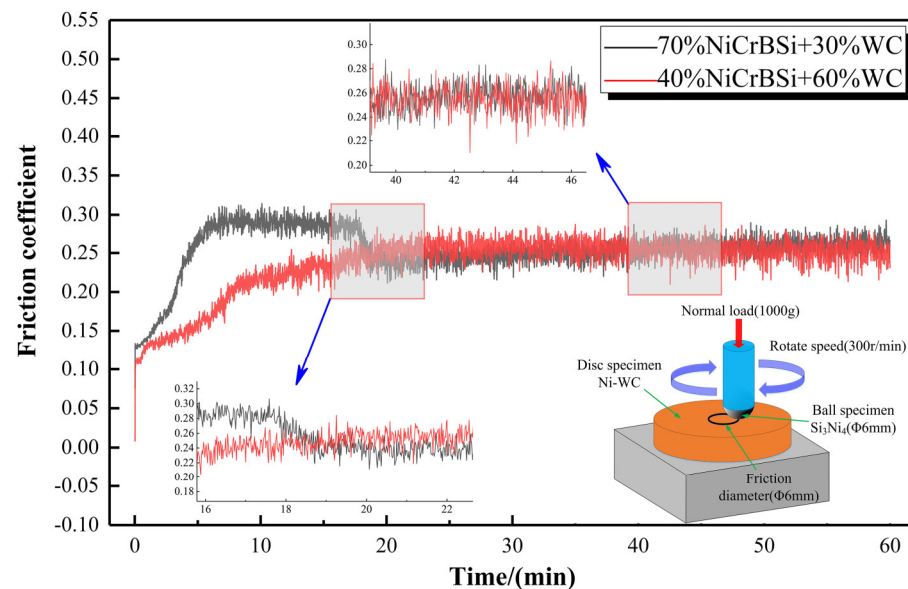 0.55
0.50
0.45
0.40
0.35
0.30
0.25
0.20
0.15
0.10
0.05
0.00
-0.05
-0.10
Friction coefficient
0 10 20 30 40 50 60
Time/(min)
70%NiCrBSi+30%WC
40%NiCrBSi+60%WC
0.30
0.28
0.26
0.24
0.22
0.20
40 42 44 46
0.32
0.30
0.28
0.26
0.24
0.22
0.20
0.18
16 18 20 22
Normal load(1000g)
Rotate speed(300r/min)
Disc specimen
Ni-WC
Ball specimen
Si₃Ni₄(Φ6mm)
Friction
diameter(Φ6mm)